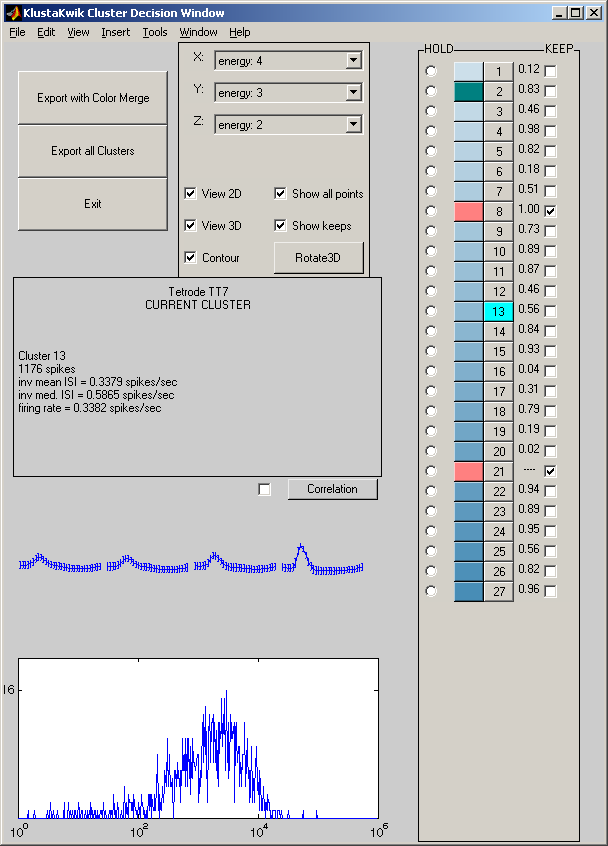 KlustaKwik Cluster Decision Window
File Edit View Insert Tools Window Help
Export with Color Merge
Export all Clusters
Exit
X: energy: 4
Y: energy: 3
Z: energy: 2
View 2D Show all points
View 3D Show keeps
Contour Rotate3D
Tetrode TT7
CURRENT CLUSTER
Cluster 13
1176 spikes
inv mean ISI = 0.3379 spikes/sec
inv med. ISI = 0.5865 spikes/sec
firing rate = 0.3382 spikes/sec
Correlation
16
10^0 10^2 10^4 10^6
HOLD KEEP
1 0.12
2 0.83
3 0.46
4 0.98
5 0.82
6 0.18
7 0.51
8 1.00
9 0.73
10 0.89
11 0.87
12 0.46
13 0.56
14 0.84
15 0.93
16 0.04
17 0.31
18 0.79
19 0.19
20 0.02
21 ----
22 0.94
23 0.89
24 0.95
25 0.56
26 0.82
27 0.96